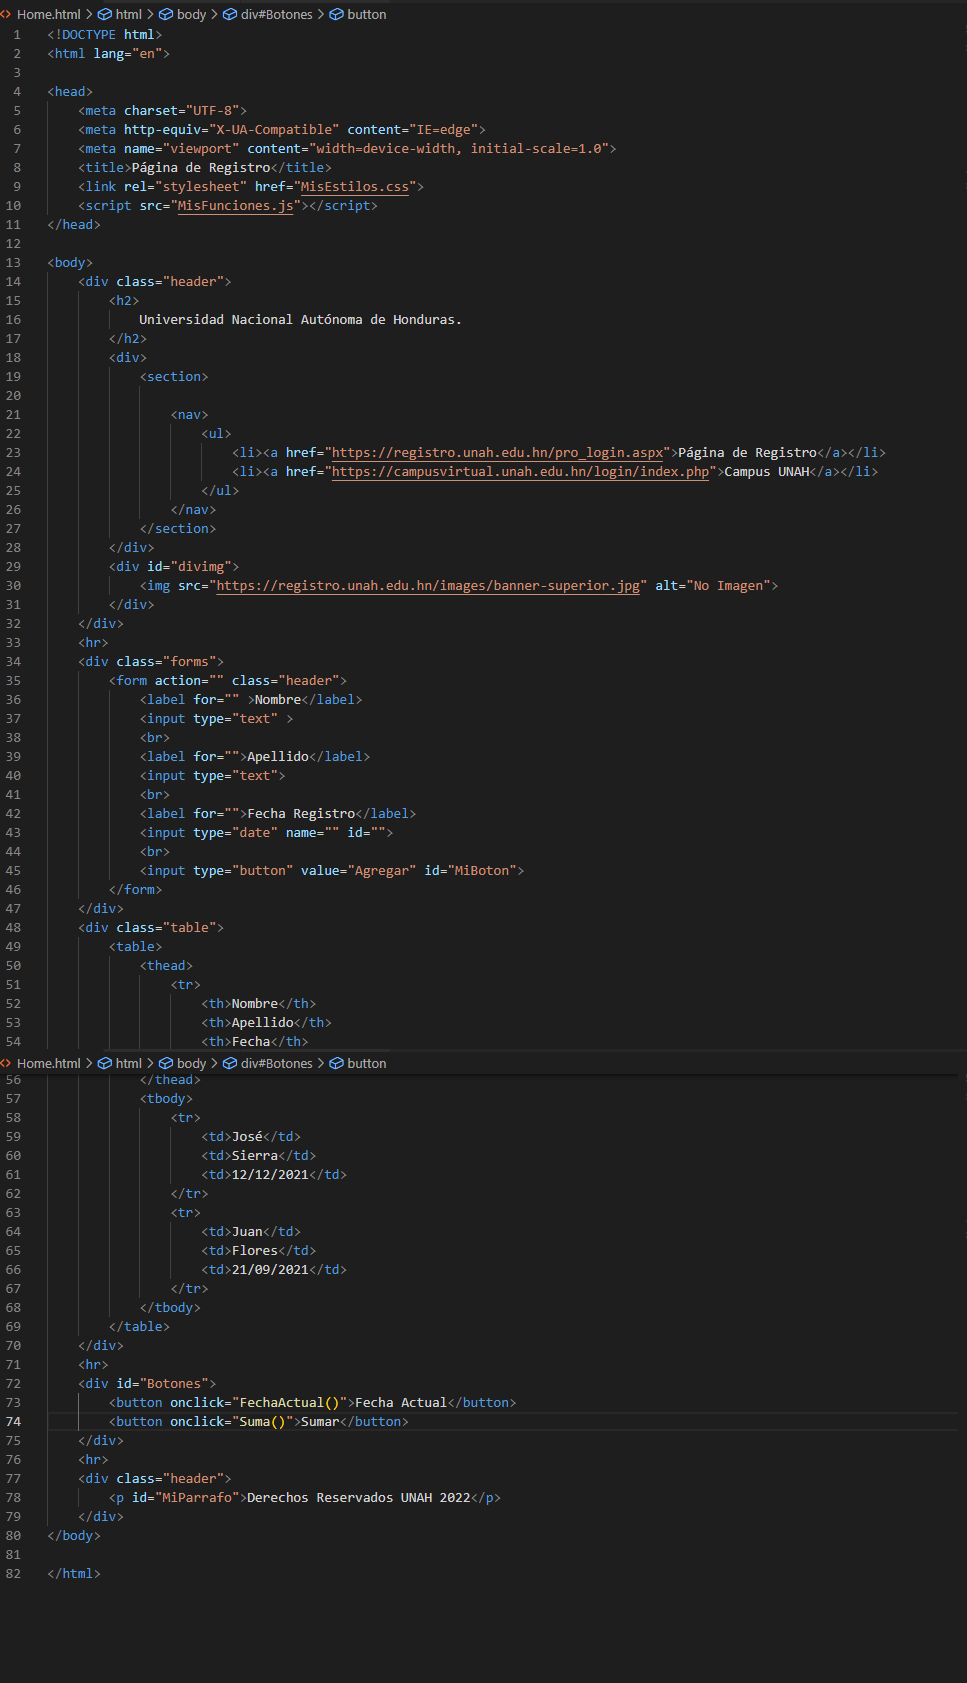 Home.html > html > body > div#Botones > button
1 <!DOCTYPE html>
2 <html lang="en">
3
4 <head>
5     <meta charset="UTF-8">
6     <meta http-equiv="X-UA-Compatible" content="IE=edge">
7     <meta name="viewport" content="width=device-width, initial-scale=1.0">
8     <title>Página de Registro</title>
9     <link rel="stylesheet" href="MisEstilos.css">
10     <script src="MisFunciones.js"></script>
11 </head>
12
13 <body>
14     <div class="header">
15         <h2>
16             Universidad Nacional Autónoma de Honduras.
17         </h2>
18         <div>
19             <section>
20
21                 <nav>
22                     <ul>
23                         <li><a href="https://registro.unah.edu.hn/pro_login.aspx">Página de Registro</a></li>
24                         <li><a href="https://campusvirtual.unah.edu.hn/login/index.php">Campus UNAH</a></li>
25                     </ul>
26                 </nav>
27             </section>
28         </div>
29         <div id="divimg">
30             <img src="https://registro.unah.edu.hn/images/banner-superior.jpg" alt="No Imagen">
31         </div>
32     </div>
33     <hr>
34     <div class="forms">
35         <form action="" class="header">
36             <label for="" >Nombre</label>
37             <input type="text" >
38             <br>
39             <label for="">Apellido</label>
40             <input type="text">
41             <br>
42             <label for="">Fecha Registro</label>
43             <input type="date" name="" id="">
44             <br>
45             <input type="button" value="Agregar" id="MiBoton">
46         </form>
47     </div>
48     <div class="table">
49         <table>
50             <thead>
51                 <tr>
52                     <th>Nombre</th>
53                     <th>Apellido</th>
54                     <th>Fecha</th>
Home.html > html > body > div#Botones > button
56             </thead>
57             <tbody>
58                 <tr>
59                     <td>José</td>
60                     <td>Sierra</td>
61                     <td>12/12/2021</td>
62                 </tr>
63                 <tr>
64                     <td>Juan</td>
65                     <td>Flores</td>
66                     <td>21/09/2021</td>
67                 </tr>
68             </tbody>
69         </table>
70     </div>
71     <hr>
72     <div id="Botones">
73         <button onclick="FechaActual()">Fecha Actual</button>
74         <button onclick="Suma()">Sumar</button>
75     </div>
76     <hr>
77     <div class="header">
78         <p id="MiParrafo">Derechos Reservados UNAH 2022</p>
79     </div>
80 </body>
81
82 </html>